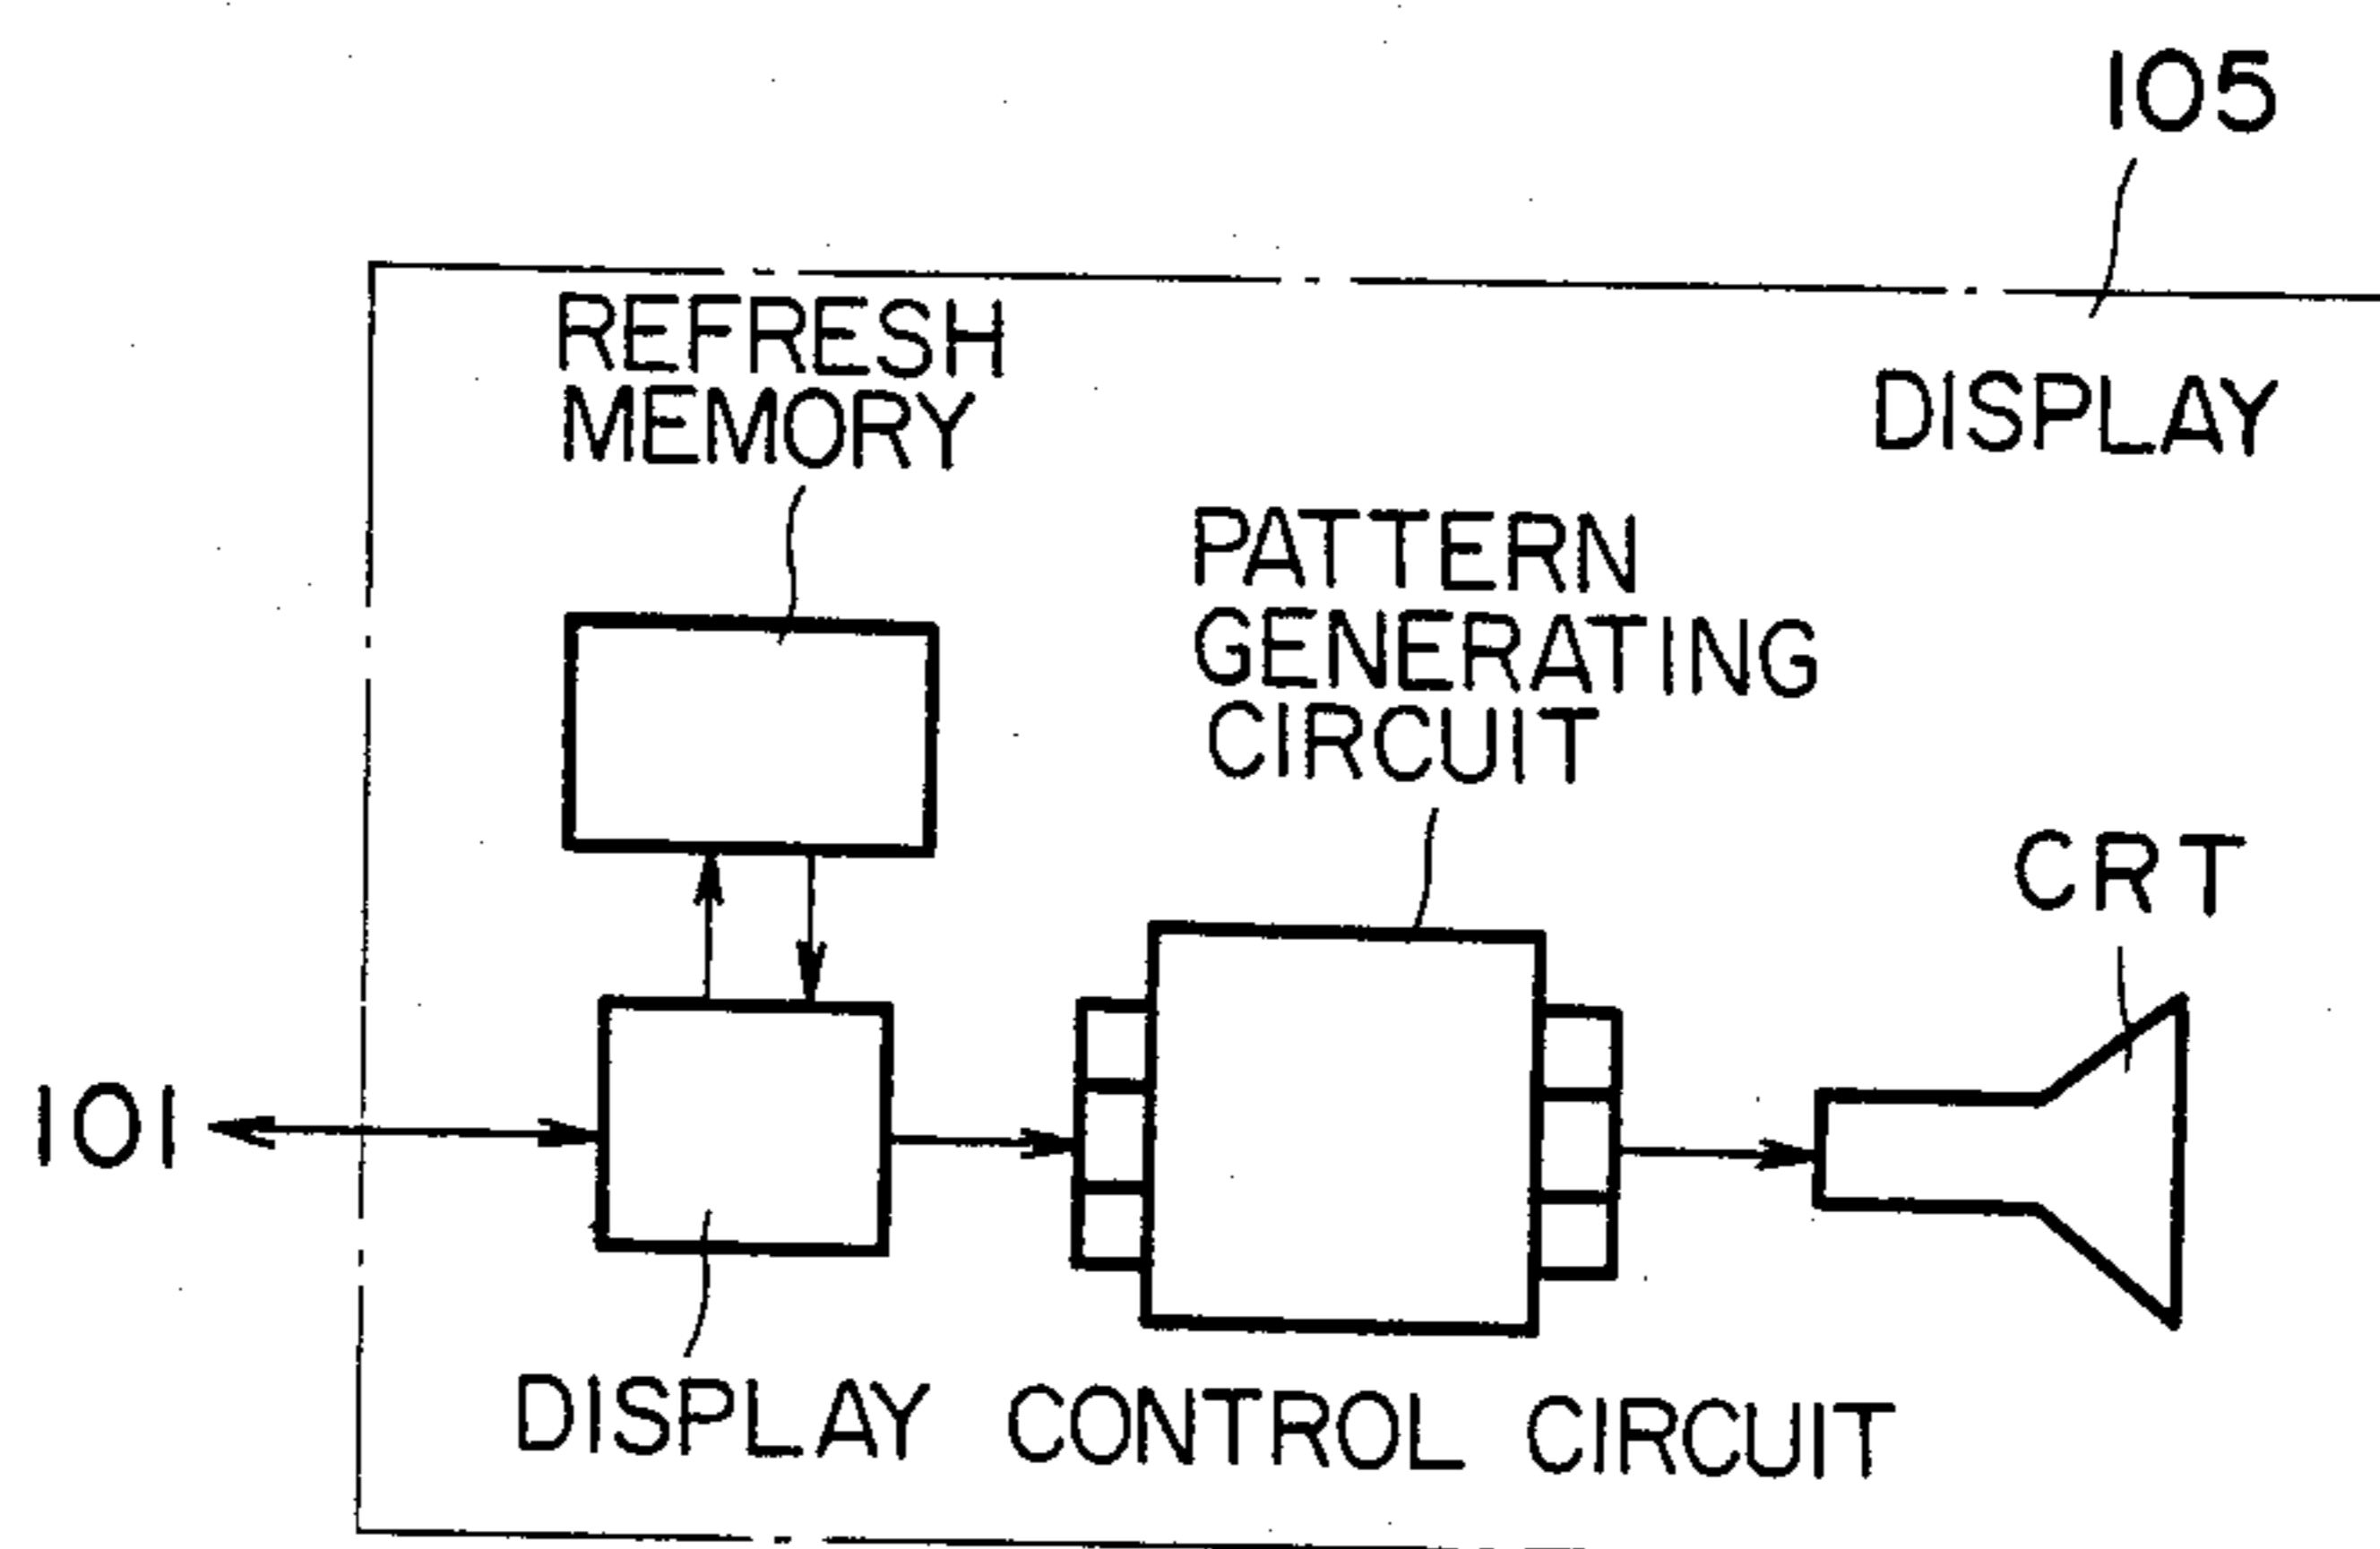 105
REFRESH
MEMORY
DISPLAY
PATTERN
GENERATING
CIRCUIT
CRT
101
DISPLAY CONTROL CIRCUIT